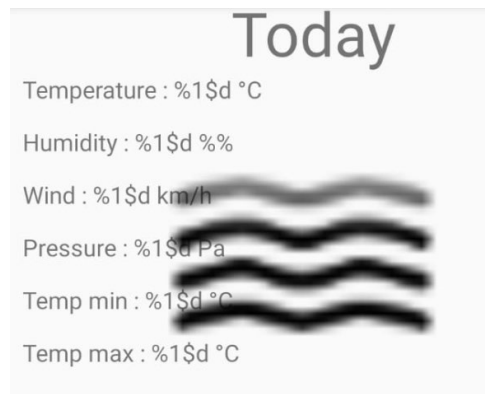 Today
Temperature : %1$d °C
Humidity : %1$d %%
Wind : %1$d km/h
Pressure : %1$d Pa
Temp min : %1$d °C
Temp max : %1$d °C